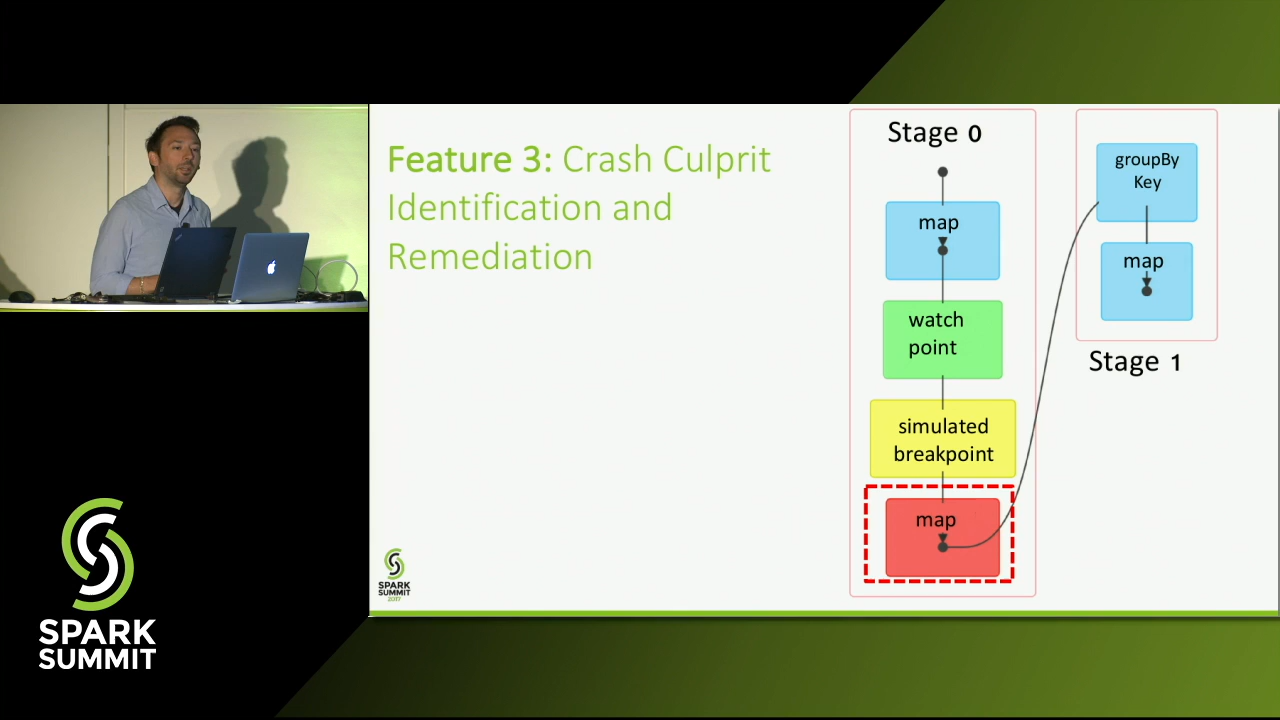 Feature 3: Crash Culprit
Identification and
Remediation
Stage 0
map
watch
point
simulated
breakpoint
map
groupBy
Key
map
Stage 1
SPARK
SUMMIT
2017
SPARK
SUMMIT